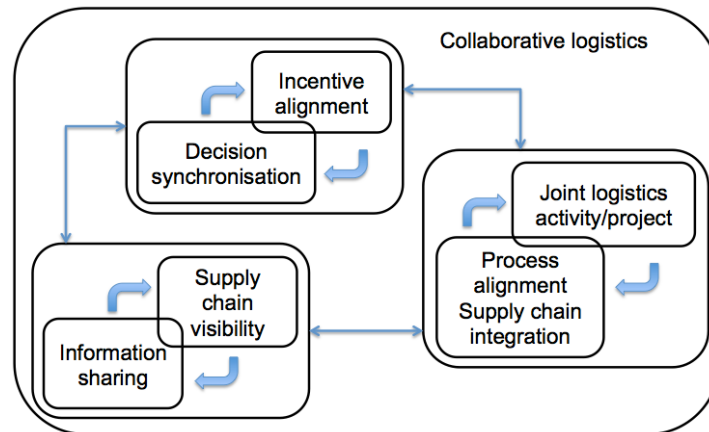 Collaborative logistics
Incentive
alignment
Decision
synchronisation
Joint logistics
activity/project
Process
alignment
Supply chain
integration
Supply
chain
visibility
Information
sharing